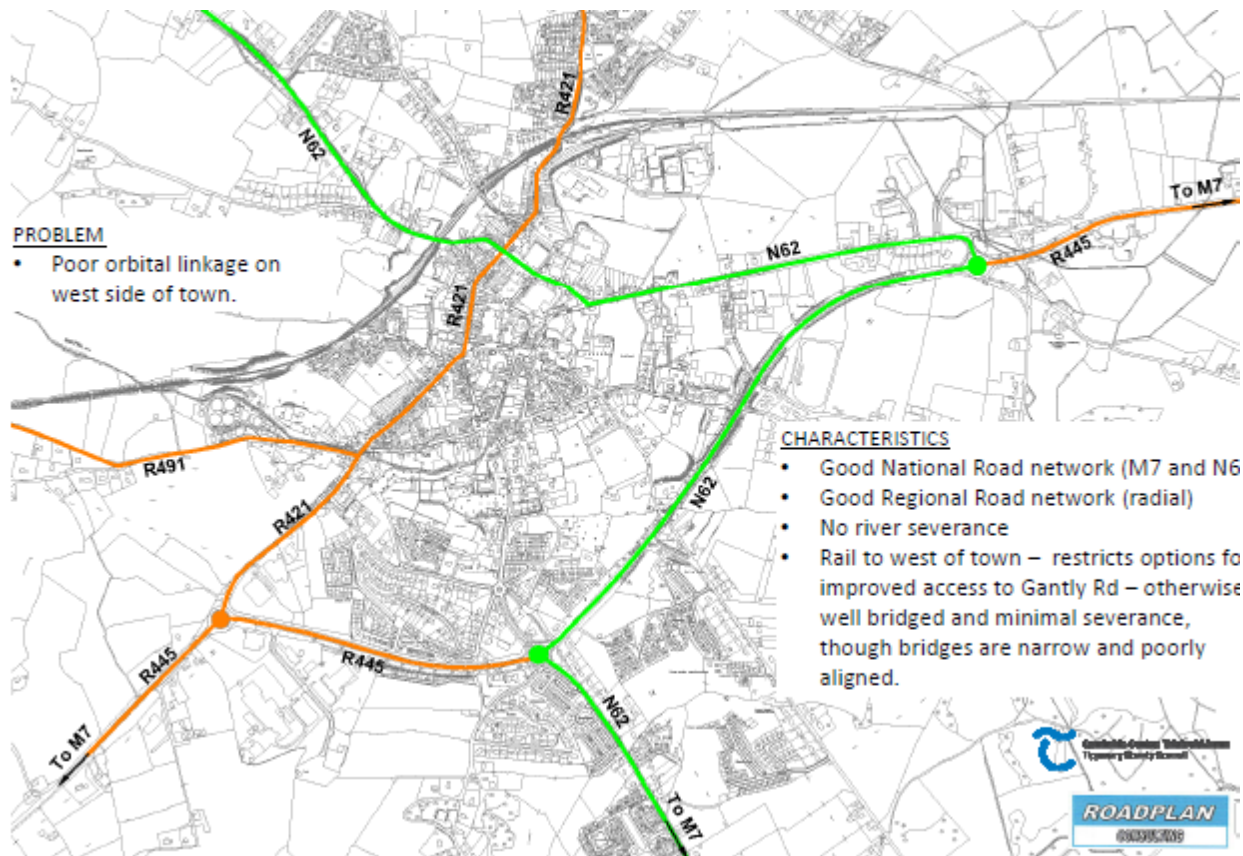 R421
N62
To M7
R445
N62
PROBLEM
• Poor orbital linkage on
west side of town.
R421
CHARACTERISTICS
• Good National Road network (M7 and N6
• Good Regional Road network (radial)
• No river severance
• Rail to west of town – restricts options fo
improved access to Gantly Rd – otherwise
well bridged and minimal severance,
though bridges are narrow and poorly
aligned.
R491
N62
R421
R445
R445
N62
To M7
To M7
Tipperary County Council
ROADPLAN
CONSULTING